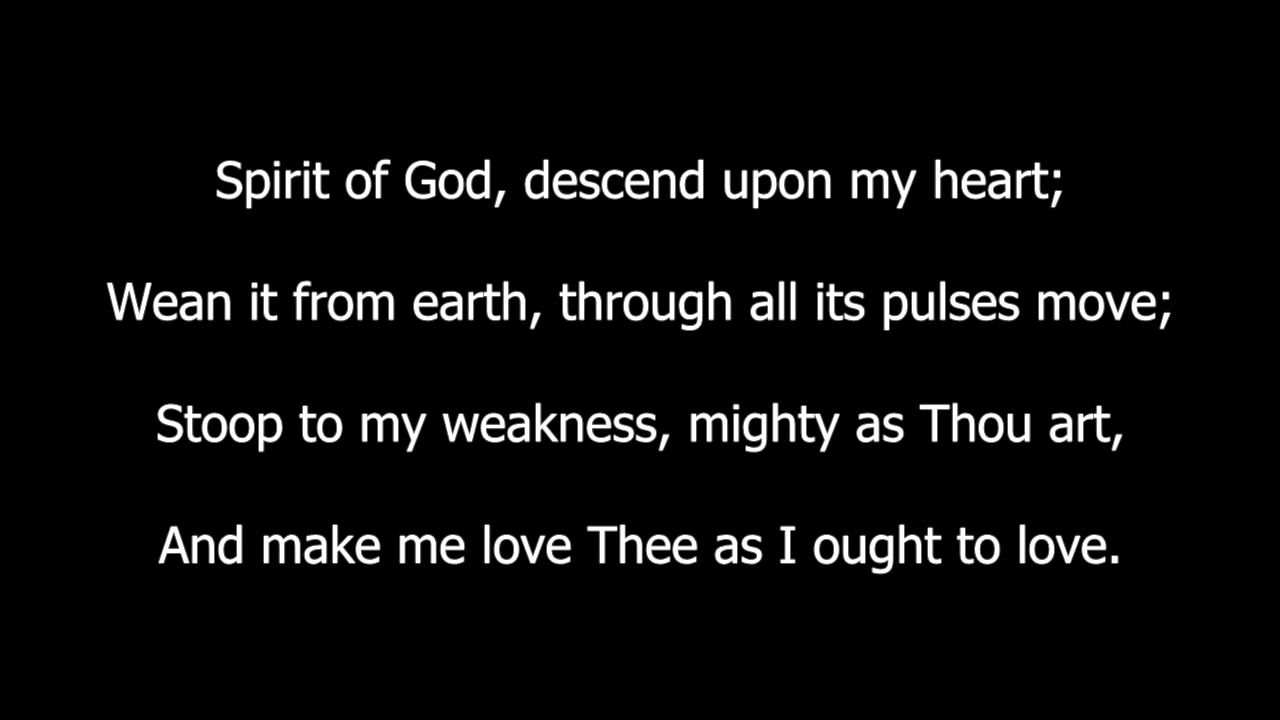 Spirit of God, descend upon my heart;
Wean it from earth, through all its pulses move;
Stoop to my weakness, mighty as Thou art,
And make me love Thee as I ought to love.